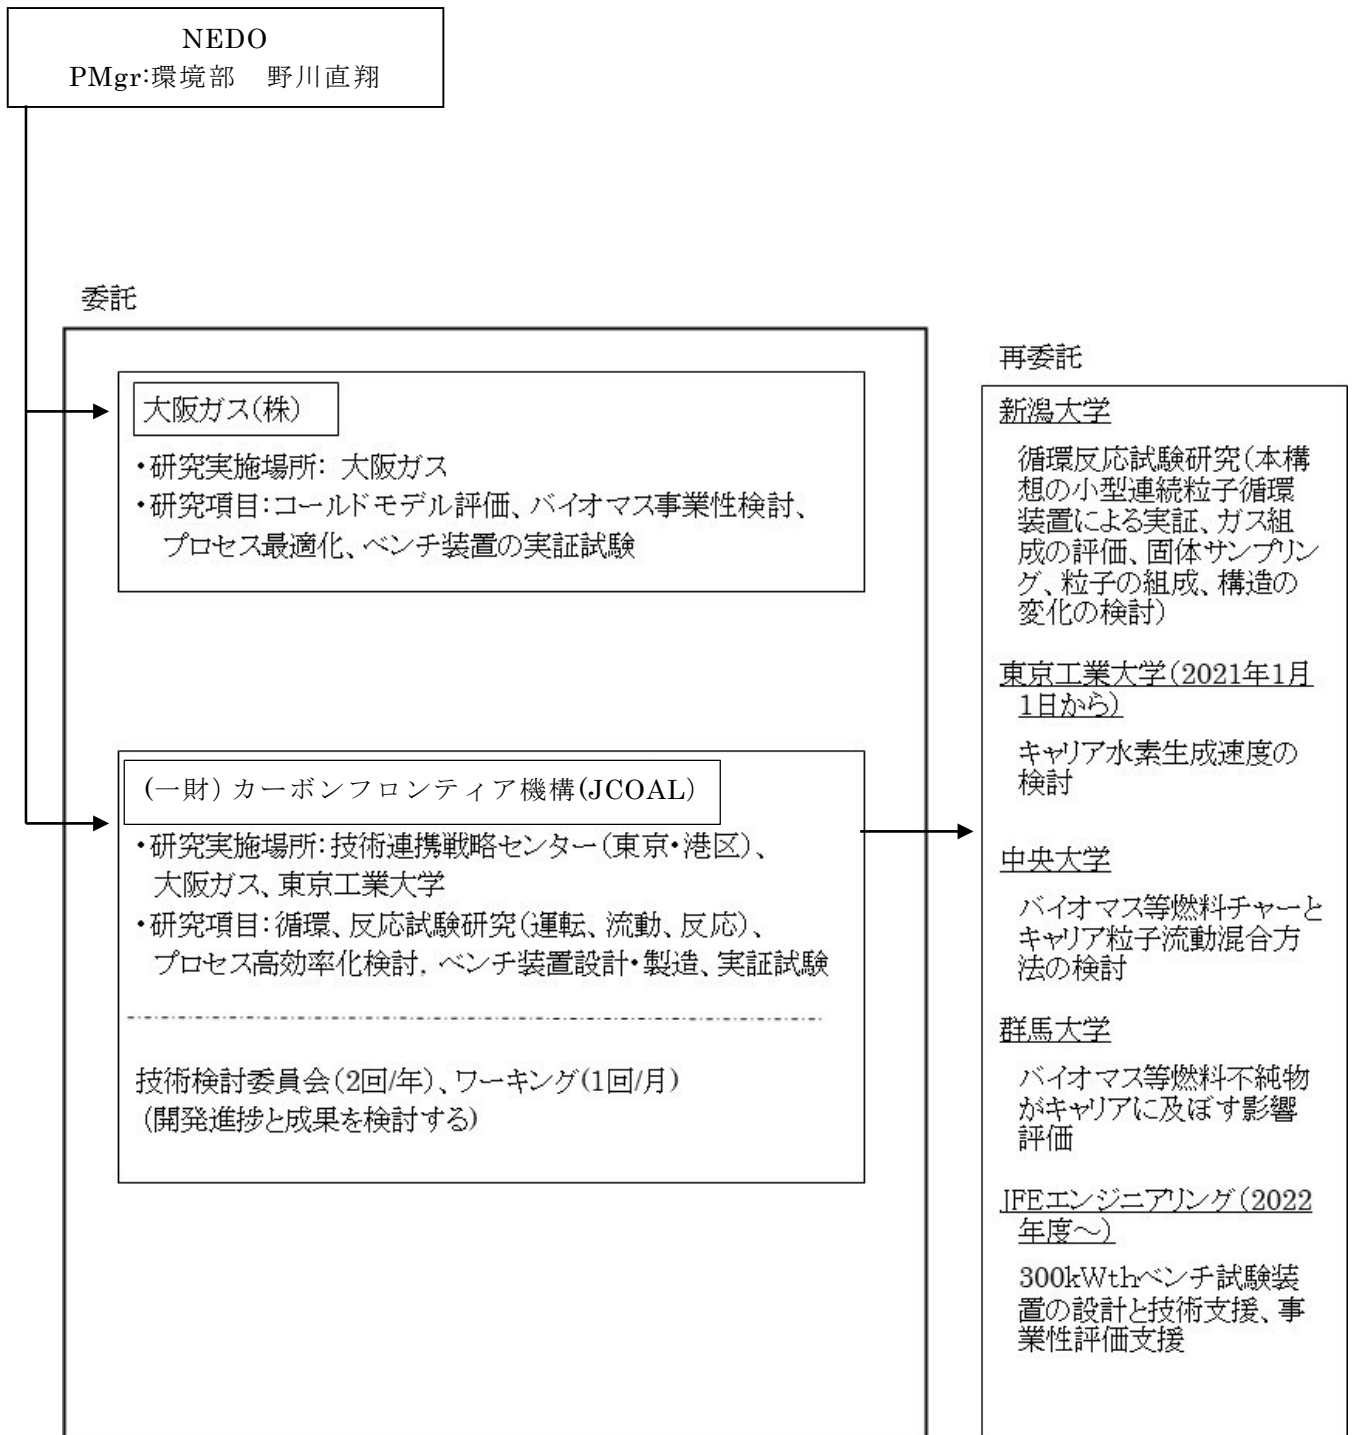 NEDO
PMgr:環境部　野川直翔
委託
大阪ガス(株)
・研究実施場所： 大阪ガス
・研究項目：コールドモデル評価、バイオマス事業性検討、
プロセス最適化、ベンチ装置の実証試験
(一財) カーボンフロンティア機構(JCOAL)
・研究実施場所：技術連携戦略センター(東京・港区)、
大阪ガス、東京工業大学
・研究項目：循環、反応試験研究(運転、流動、反応)、
プロセス高効率化検討，ベンチ装置設計・製造、実証試験
技術検討委員会(2回/年)、ワーキング(1回/月)
(開発進捗と成果を検討する)
再委託
新潟大学
循環反応試験研究(本構
想の小型連続粒子循環
装置による実証、ガス組
成の評価、固体サンプリン
グ、粒子の組成、構造の
変化の検討)
東京工業大学(2021年1月
1日から)
キャリア水素生成速度の
検討
中央大学
バイオマス等燃料チャーと
キャリア粒子流動混合方
法の検討
群馬大学
バイオマス等燃料不純物
がキャリアに及ぼす影響
評価
JFEエンジニアリング(2022
年度～)
300kWthベンチ試験装
置の設計と技術支援、事
業性評価支援